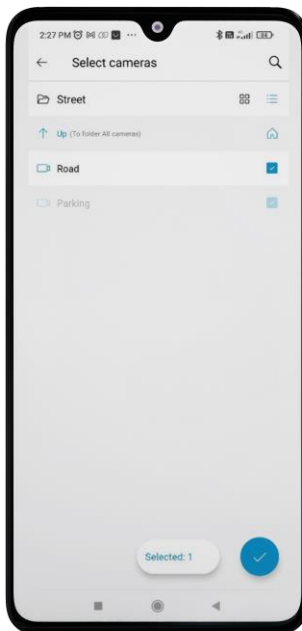 2:27 PM
Select cameras
Street
Up (To folder All cameras)
Road
Parking
Selected: 1